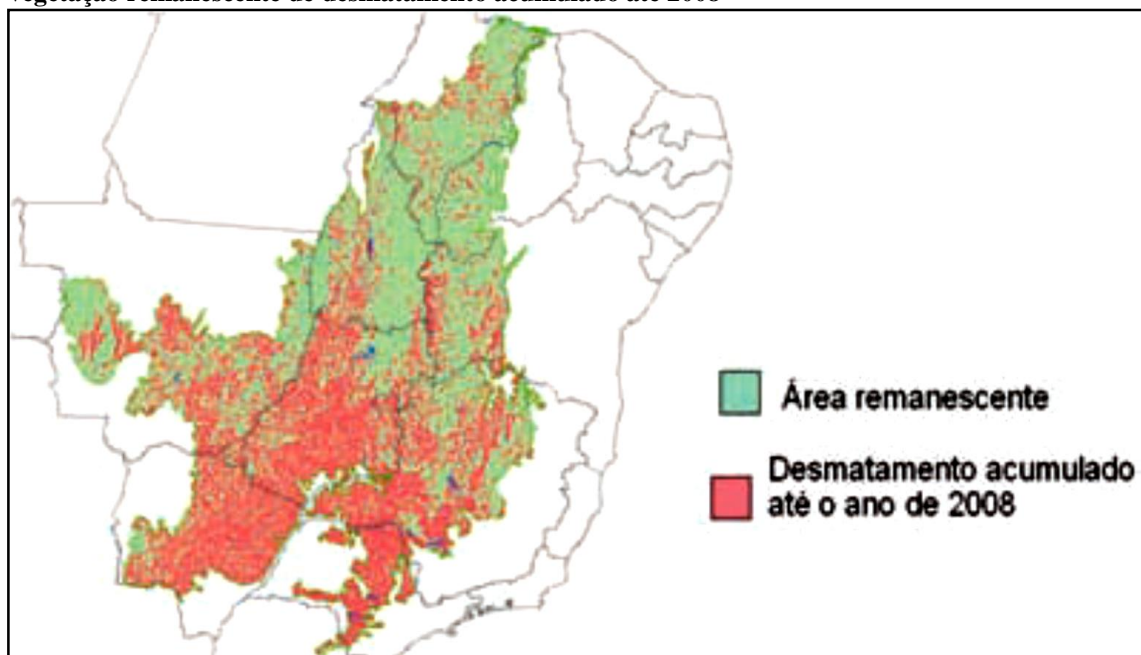 vegetação remanescente de desmatamento acumulado até 2008
Área remanescente
Desmatamento acumulado
até o ano de 2008